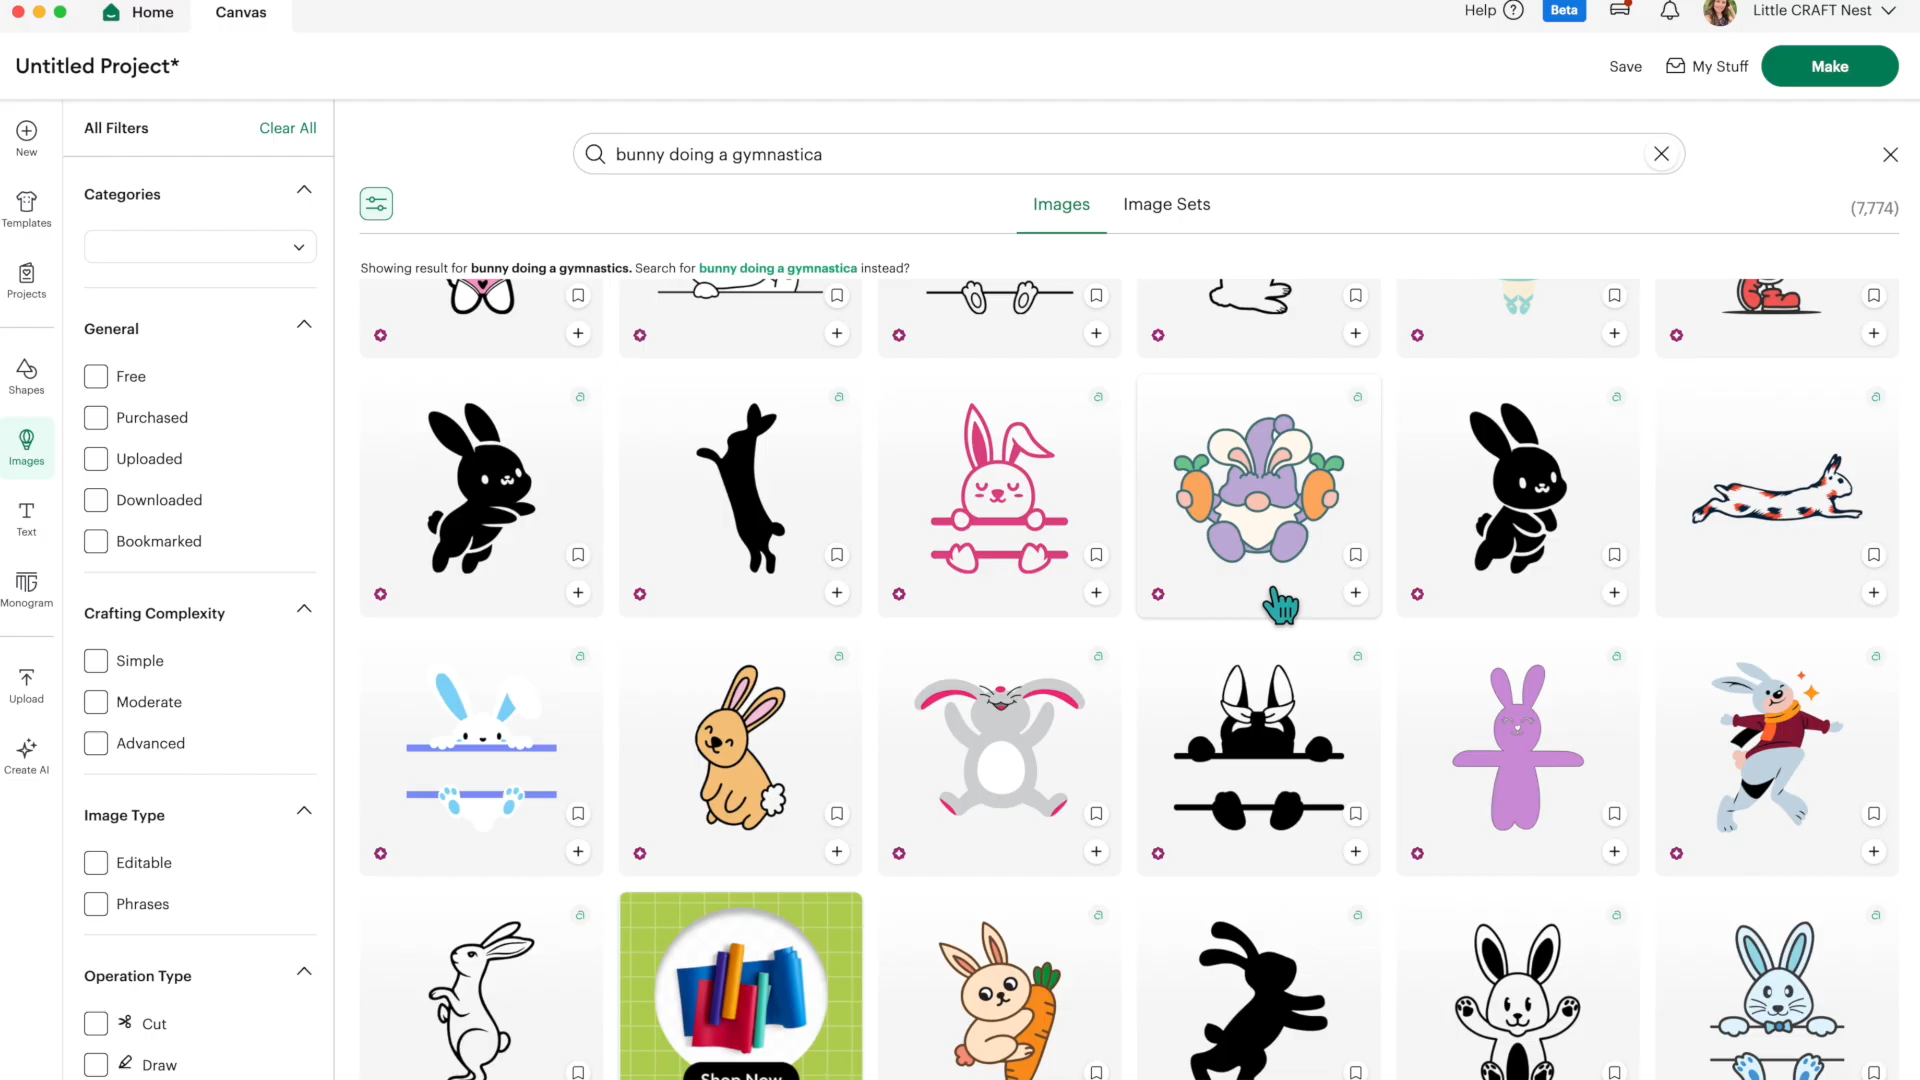 Home
Canvas
Help
Beta
Little CRAFT Nest
Untitled Project*
Save
My Stuff
Make
New
Templates
Projects
Shapes
Images
Text
Monogram
Upload
Create AI
All Filters
Clear All
Categories
General
Free
Purchased
Uploaded
Downloaded
Bookmarked
Crafting Complexity
Simple
Moderate
Advanced
Image Type
Editable
Phrases
Operation Type
Cut
Draw
bunny doing a gymnastica
Images
Image Sets
(7,774)
Showing result for bunny doing a gymnastics. Search for bunny doing a gymnastica instead?
Shop Now